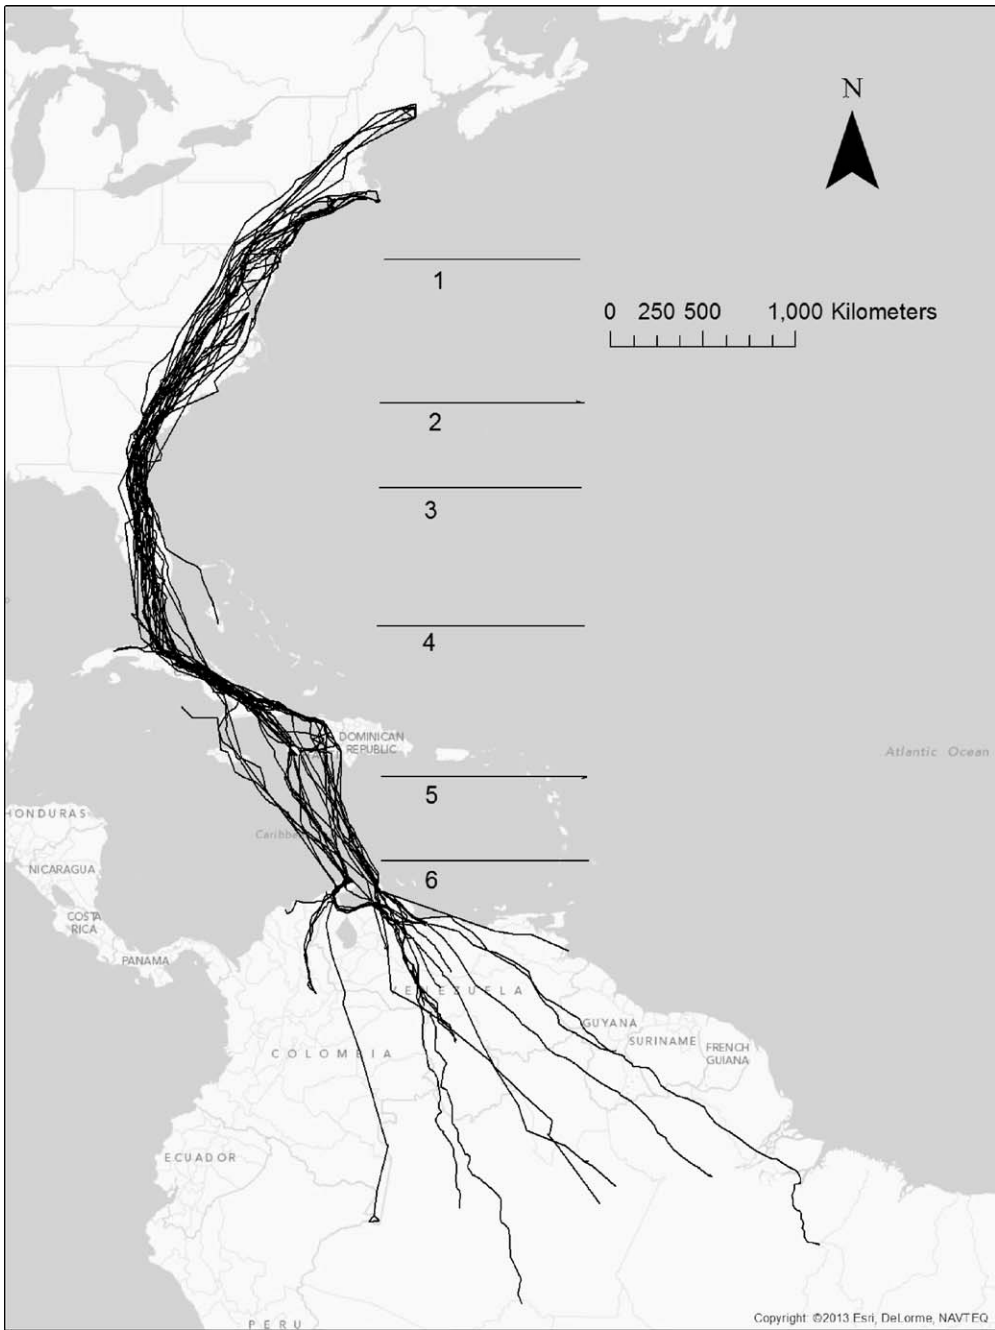 N
1
0 250 500 1,000 Kilometers
2
3
4
DOMINICAN
REPUBLIC
Atlantic Ocean
5
HONDURAS
6
NICARAGUA
COSTA
RICA
PANAMA
VENEZUELA
GUYANA
SURINAME
FRENCH
GUIANA
COLOMBIA
ECUADOR
PERU
Copyright: ©2013 Esri, DeLorme, NAVTEQ